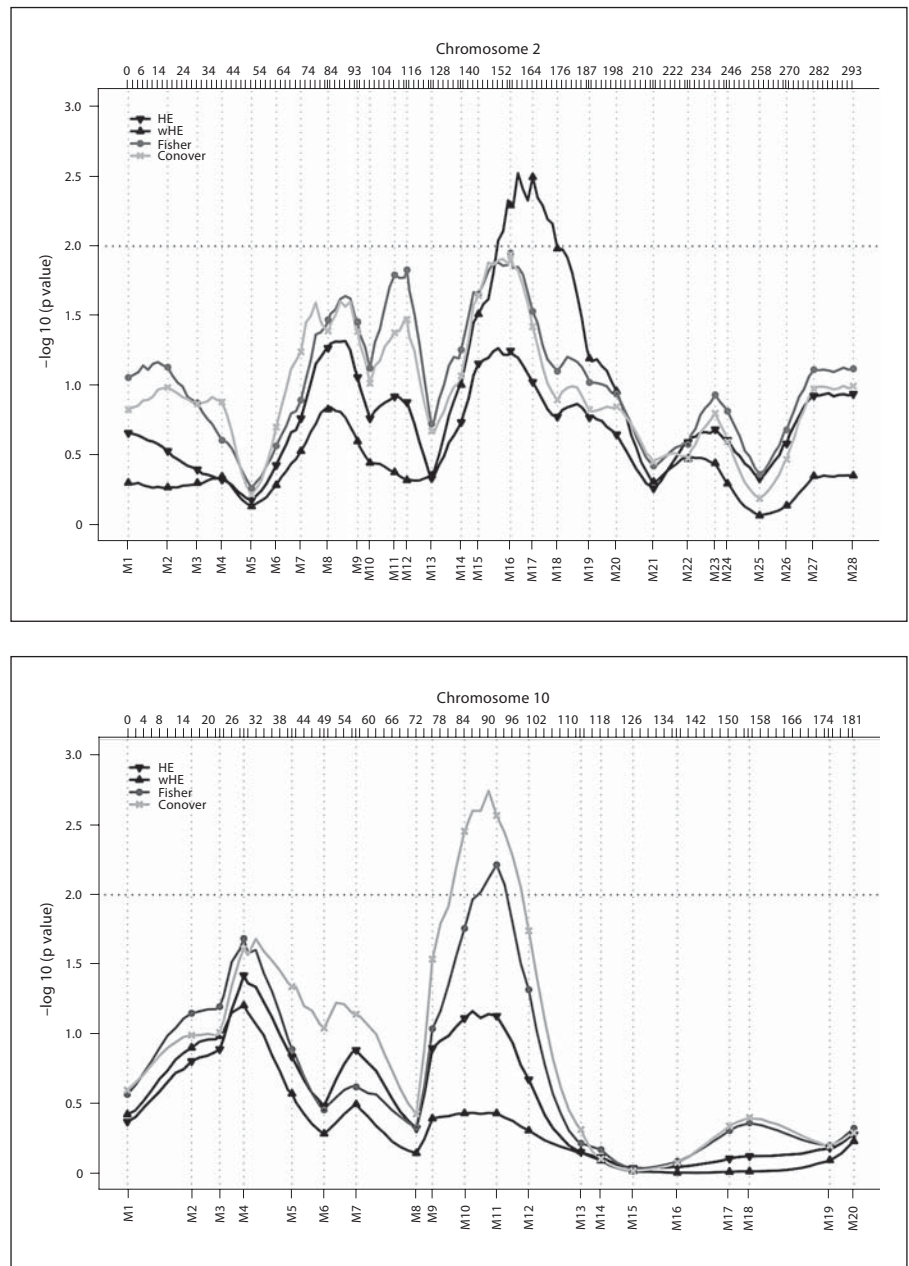 Chromosome 2
0 6 14 24 34 44 54 64 74 84 93 104 116 128 140 152 164 176 187 198 210 222 234 246 258 270 282 293
3.0
HE
wHE
Fisher
Conover
2.5
2.0
1.5
1.0
0.5
0
–log 10 (p value)
M1 M2 M3 M4 M5 M6 M7 M8 M9 M10 M11 M12 M13 M14 M15 M16 M17 M18 M19 M20 M21 M22 M23 M24 M25 M26 M27 M28
Chromosome 10
0 4 8 14 20 26 32 38 44 49 54 60 66 72 78 84 90 96 102 110 118 126 134 142 150 158 166 174 181
3.0
HE
wHE
Fisher
Conover
2.5
2.0
1.5
1.0
0.5
0
–log 10 (p value)
M1 M2 M3 M4 M5 M6 M7 M8 M9 M10 M11 M12 M13 M14 M15 M16 M17 M18 M19 M20